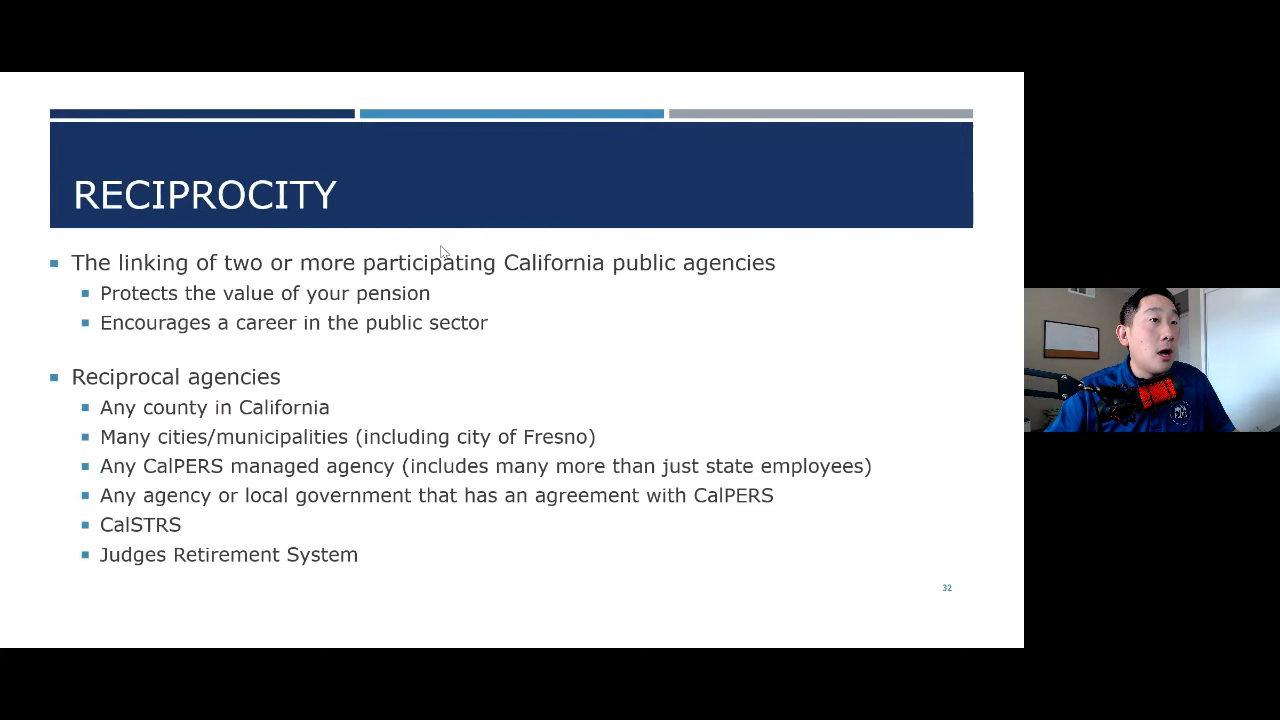 RECIPROCITY
The linking of two or more participating California public agencies
Protects the value of your pension
Encourages a career in the public sector
Reciprocal agencies
Any county in California
Many cities/municipalities (including city of Fresno)
Any CalPERS managed agency (includes many more than just state employees)
Any agency or local government that has an agreement with CalPERS
CalSTRS
Judges Retirement System
32